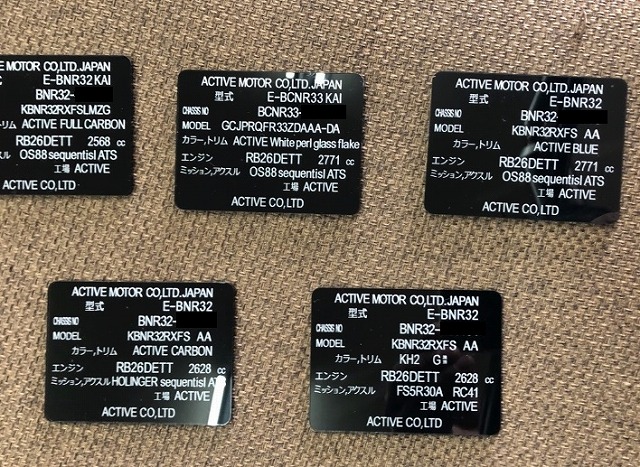 ACTIVE MOTOR CO,LTD.JAPAN
E-BNR32 KAI
BNR32-
KBNR32RXFSLMZG
トリム ACTIVE FULL CARBON
RB26DETT 2568 cc
OS88 sequentisl ATS
工場 ACTIVE
ACTIVE CO,LTD
ACTIVE MOTOR CO,LTD.JAPAN
型式 E-BCNR33 KAI
CHASSIS NO BCNR33-
MODEL GCJPRQFR33ZDAAA-DA
カラー,トリム ACTIVE White perl glass flake
エンジン RB26DETT 2771 cc
ミッション,アクスル OS88 sequentisl ATS
工場 ACTIVE
ACTIVE CO,LTD
ACTIVE MOTOR CO,LTD.JAPAN
型式 E-BNR32
CHASSIS NO BNR32-
MODEL KBNR32RXFS AA
カラー,トリム ACTIVE BLUE
エンジン RB26DETT 2771 cc
ミッション,アクスル OS88 sequentisl ATS
工場 ACTIVE
ACTIVE CO,LTD
ACTIVE MOTOR CO,LTD.JAPAN
型式 E-BNR32
CHASSIS NO BNR32-
MODEL KBNR32RXFS AA
カラー,トリム ACTIVE CARBON
エンジン RB26DETT 2628 cc
ミッション,アクスル HOLINGER sequentisl ATS
工場 ACTIVE
ACTIVE CO,LTD
ACTIVE MOTOR CO,LTD.JAPAN
型式 E-BNR32
CHASSIS NO BNR32-
MODEL KBNR32RXFS AA
カラー,トリム KH2 G
エンジン RB26DETT 2628 cc
ミッション,アクスル FS5R30A RC41
工場 ACTIVE
ACTIVE CO,LTD